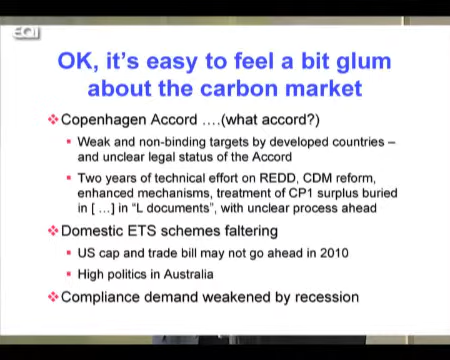 OK, it's easy to feel a bit glum
about the carbon market
Copenhagen Accord ....(what accord?)
Weak and non-binding targets by developed countries –
and unclear legal status of the Accord
Two years of technical effort on REDD, CDM reform,
enhanced mechanisms, treatment of CP1 surplus buried
in [ ...] in "L documents", with unclear process ahead
Domestic ETS schemes faltering
US cap and trade bill may not go ahead in 2010
High politics in Australia
Compliance demand weakened by recession